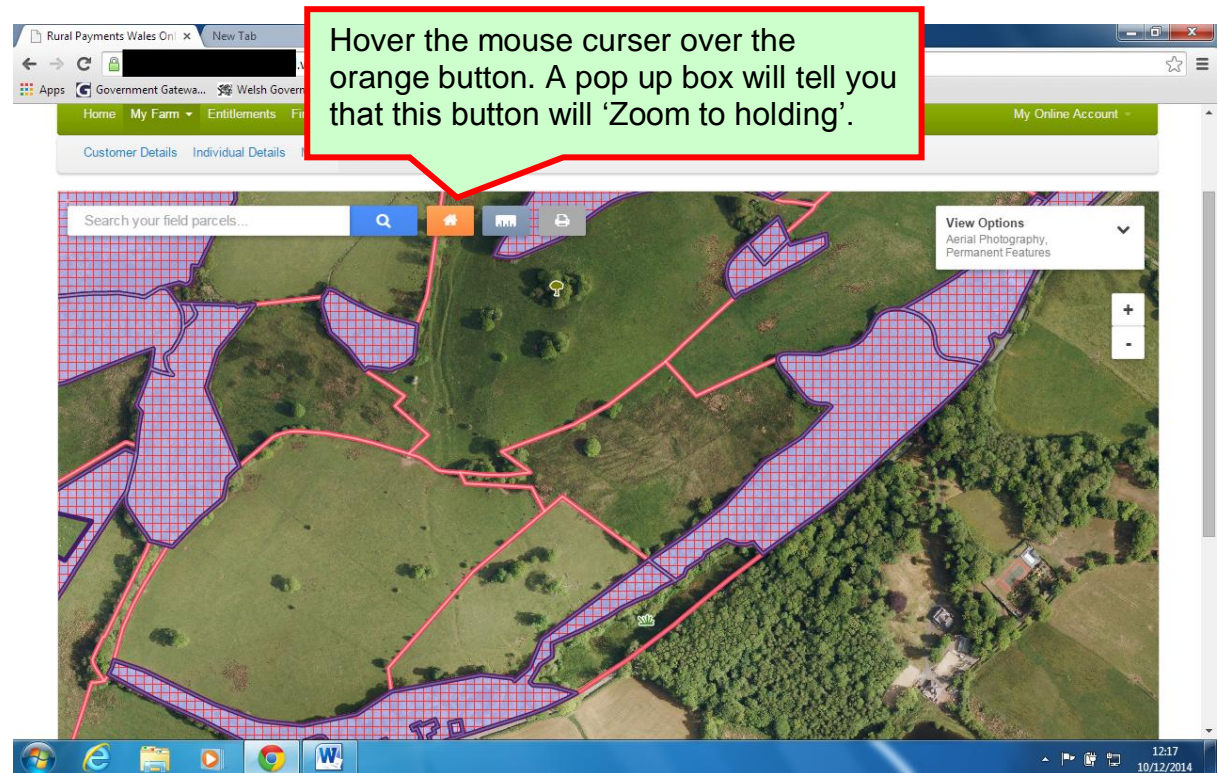 Rural Payments Wales Onl
New Tab
Hover the mouse curser over the
orange button. A pop up box will tell you
that this button will ‘Zoom to holding’.
Apps Government Gatewa... Welsh Govern
Home My Farm Entitlements Fi
My Online Account
Customer Details Individual Details
Search your field parcels...
View Options
Aerial Photography,
Permanent Features
+
-
12:17
10/12/2014